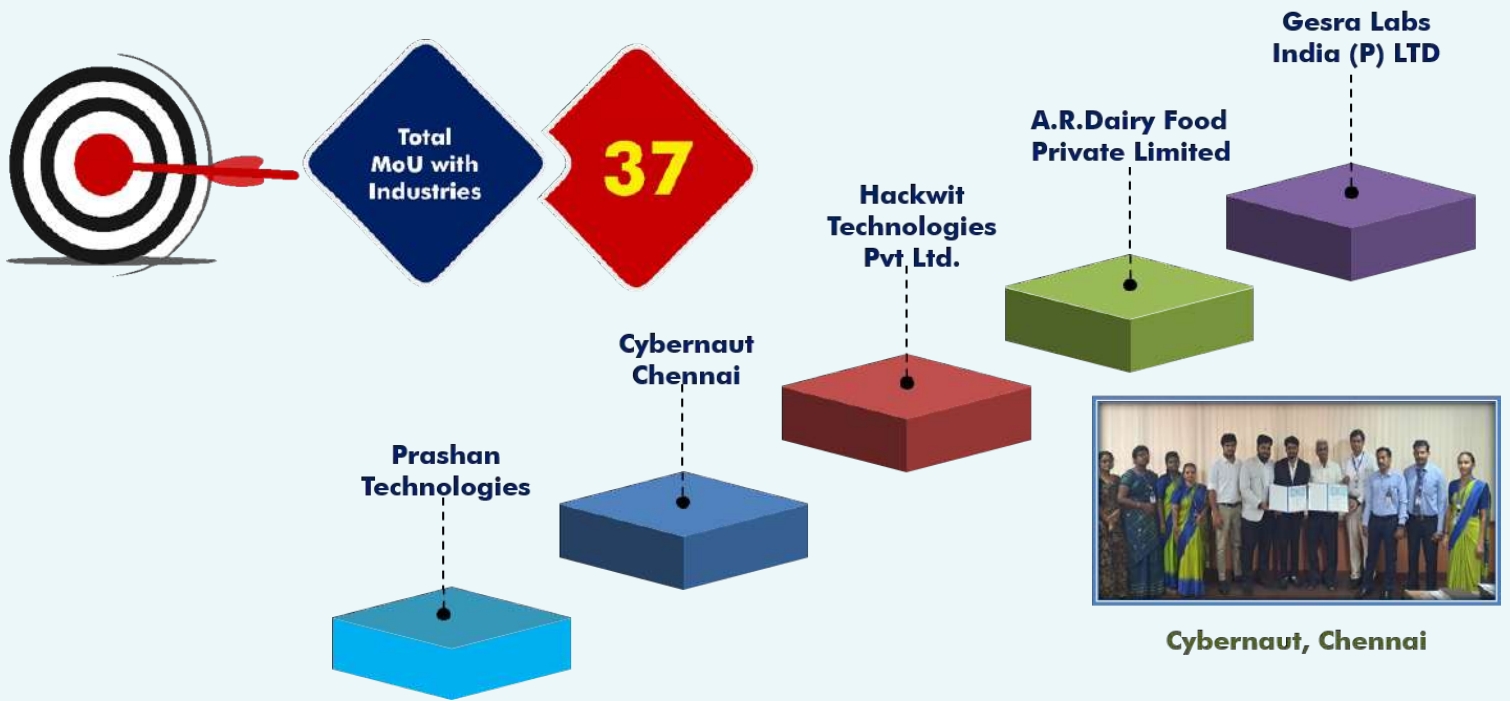 Total
MoU with
Industries
37
Gesra Labs
India (P) LTD
A.R.Dairy Food
Private Limited
Hackwit
Technologies
Pvt Ltd.
Cybernaut
Chennai
Prashan
Technologies
Cybernaut, Chennai